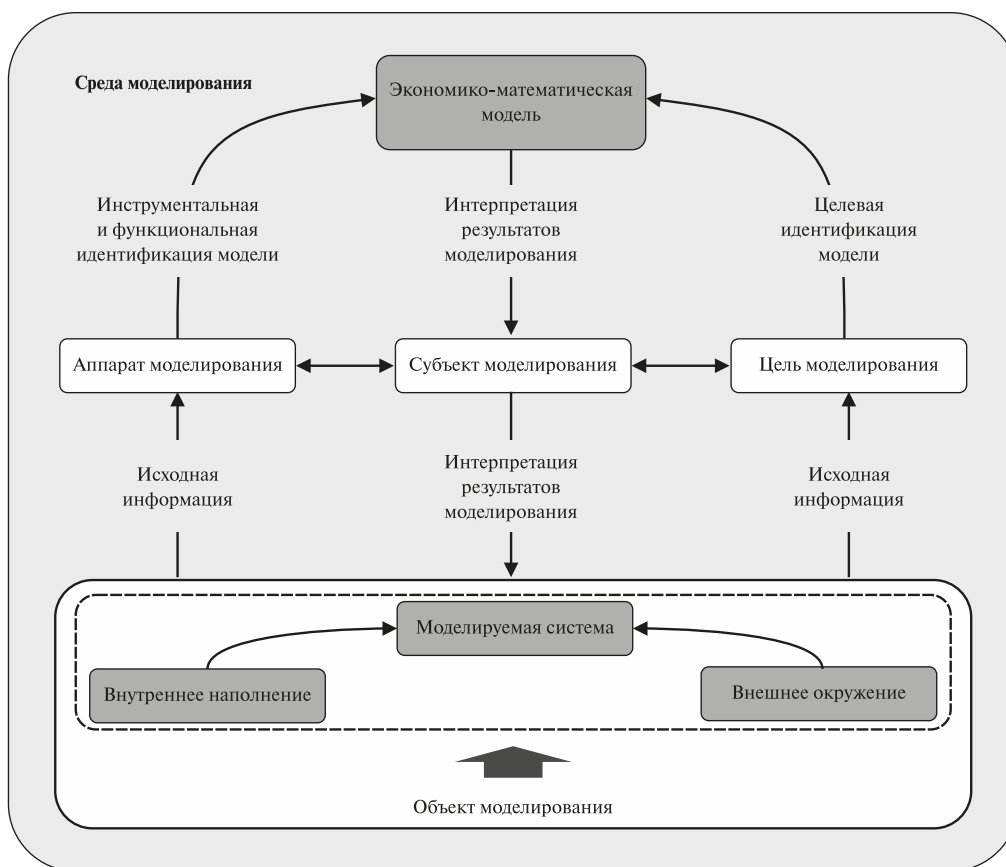 Среда моделирования
Экономико-математическая
модель
Инструментальная
и функциональная
идентификация модели
Интерпретация
результатов
моделирования
Целевая
идентификация
модели
Аппарат моделирования
Субъект моделирования
Цель моделирования
Исходная
информация
Интерпретация
результатов
моделирования
Исходная
информация
Моделируемая система
Внутреннее наполнение
Внешнее окружение
Объект моделирования